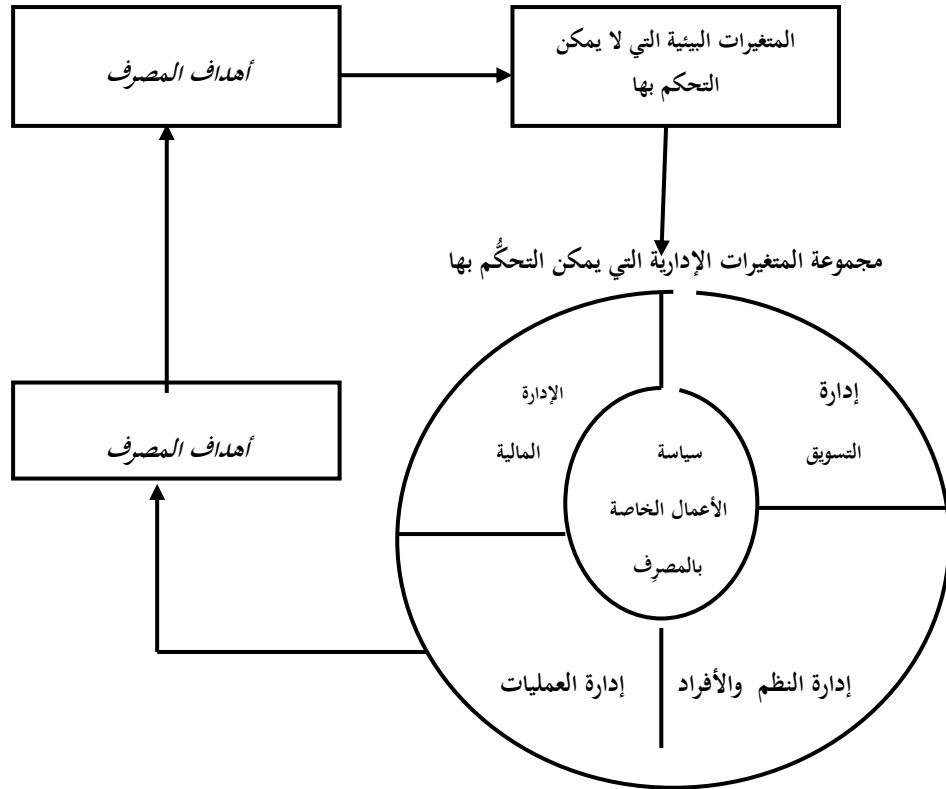 المتغيرات البيئية التي لا يمكن
التحكم بها
أهداف المصرف
مجموعة المتغيرات الإدارية التي يمكن التحكُّم بها
إدارة
التسويق
سياسة
الأعمال الخاصة
بالمصرِف
الإدارة
المالية
أهداف المصرف
إدارة النظم والأفراد
إدارة العمليات